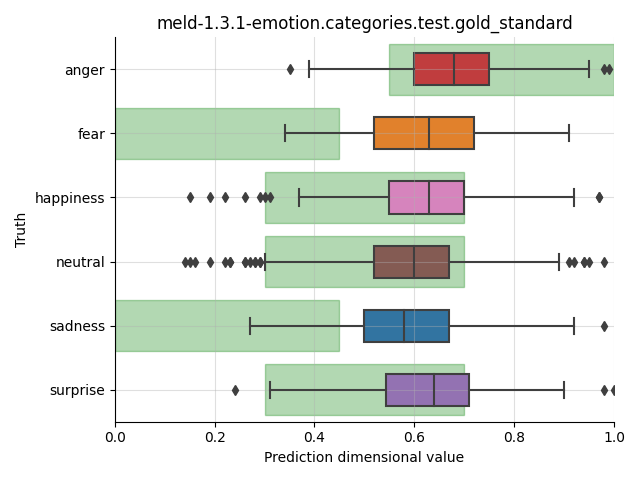 meld-1.3.1-emotion.categories.test.gold_standard
anger
fear
happiness
neutral
sadness
surprise
Truth
0.0 0.2 0.4 0.6 0.8 1.0
Prediction dimensional value